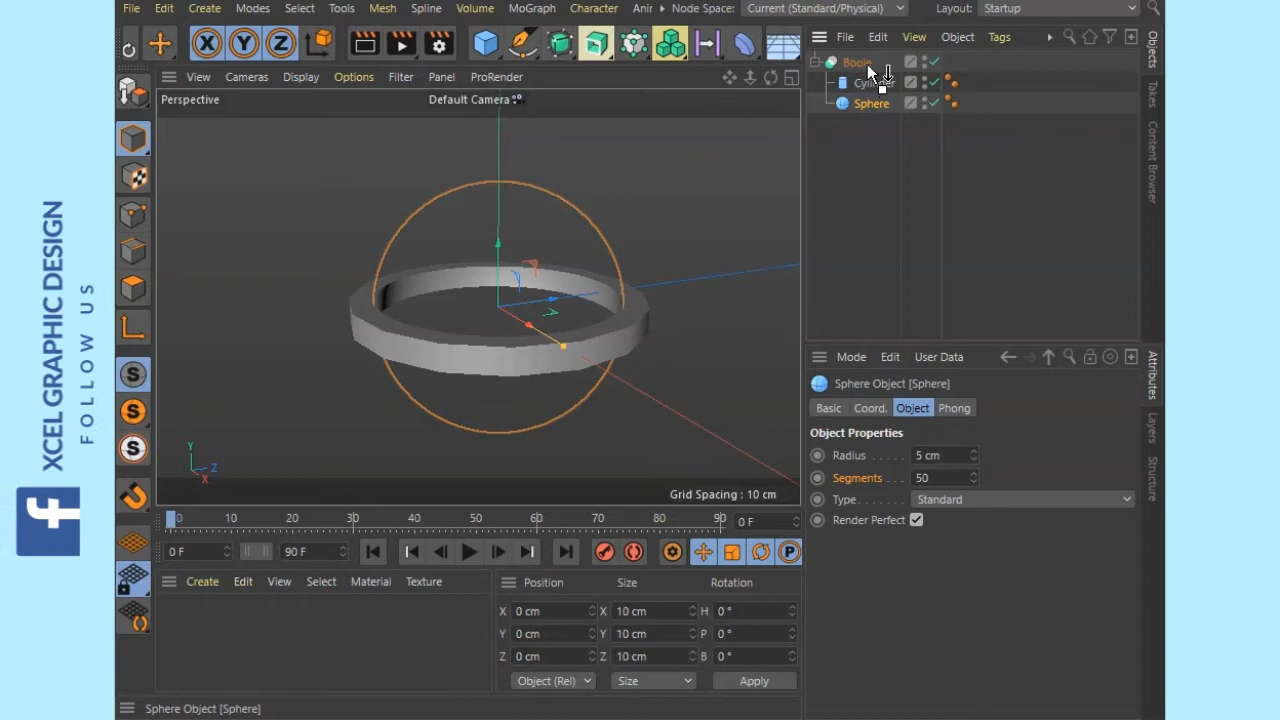 File Edit Create Modes Select Tools Mesh Spline Volume MoGraph Character Ani Node Space: Current (Standard/Physical) Layout: Startup
X Y Z
File Edit View Object Tags
View Cameras Display Options Filter Panel ProRender
Perspective
Default Camera
Sphere
Objects
Takes
Content Browser
Y
Z
X
Grid Spacing : 10 cm
S
S
S
Mode Edit User Data
Sphere Object [Sphere]
Basic Coord. Object Phong
Object Properties
Radius . . . . . 5 cm
Segments . . . 50
Type . . . . . . Standard
Render Perfect
Attributes
Layers
Structure
0 10 20 30 40 50 60 70 80 90 0 F
0 F 90 F
P
Create Edit View Select Material Texture
Position Size Rotation
X 0 cm X 10 cm H 0 °
Y 0 cm Y 10 cm P 0 °
Z 0 cm Z 10 cm B 0 °
Object (Rel) Size Apply
Sphere Object [Sphere]
XCEL GRAPHIC DESIGN
FOLLOW US
f